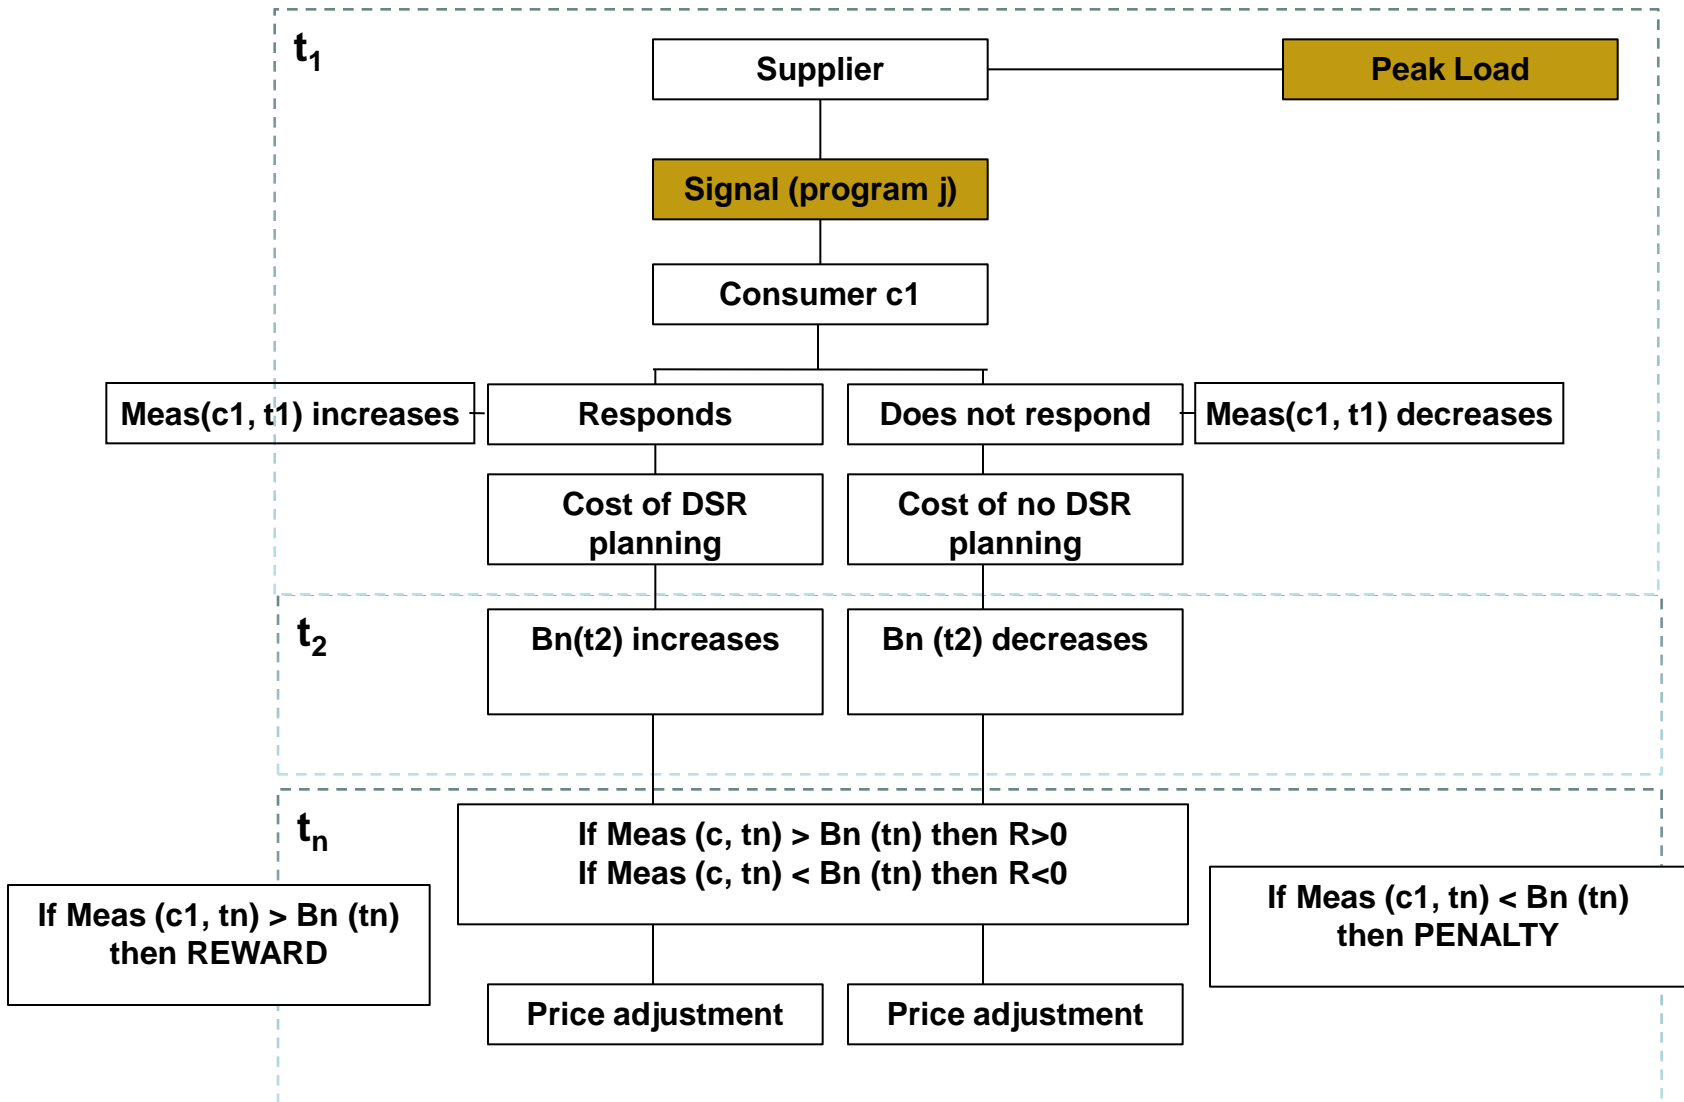 t1
Supplier
Peak Load
Signal (program j)
Consumer c1
Meas(c1, t1) increases
Responds
Does not respond
Meas(c1, t1) decreases
Cost of DSR
planning
Cost of no DSR
planning
t2
Bn(t2) increases
Bn (t2) decreases
tn
If Meas (c, tn) > Bn (tn) then R>0
If Meas (c, tn) < Bn (tn) then R<0
If Meas (c1, tn) > Bn (tn)
then REWARD
If Meas (c1, tn) < Bn (tn)
then PENALTY
Price adjustment
Price adjustment